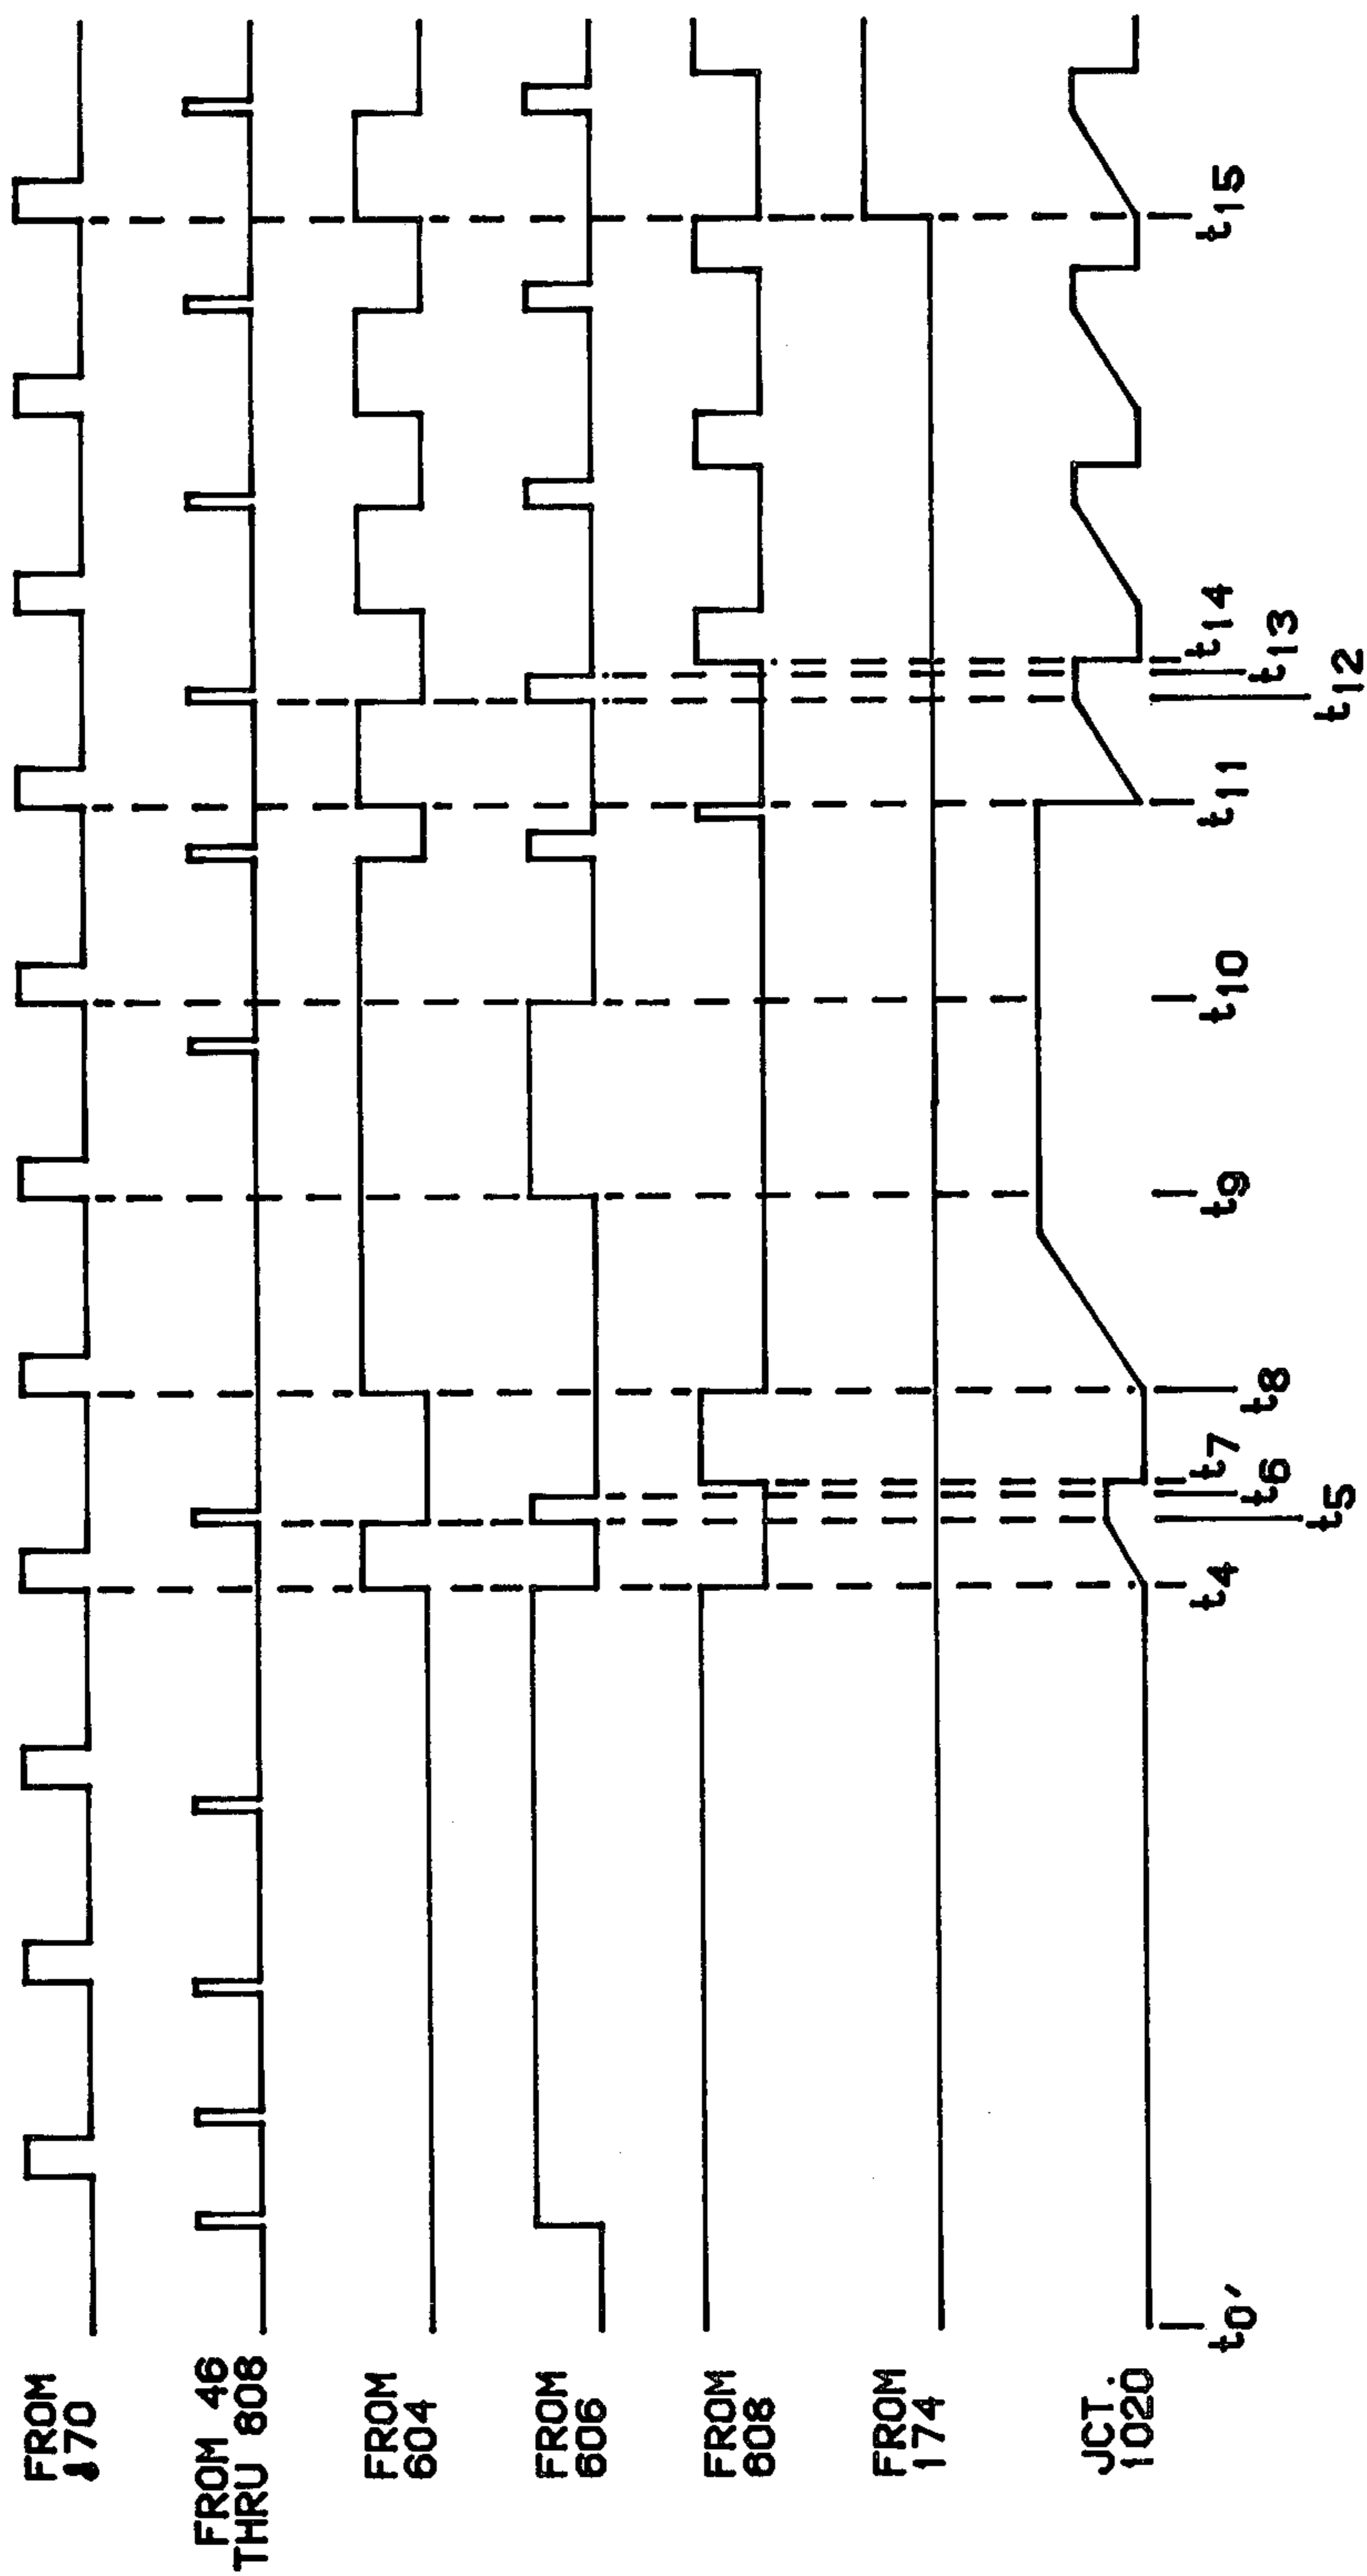 FROM
170
FROM 46
THRU 808
FROM
604
FROM
606
FROM
608
FROM
174
JCT.
1020
t0'
t4
t5
t6
t7
t8
t9
t10
t11
t12
t13
t14
t15